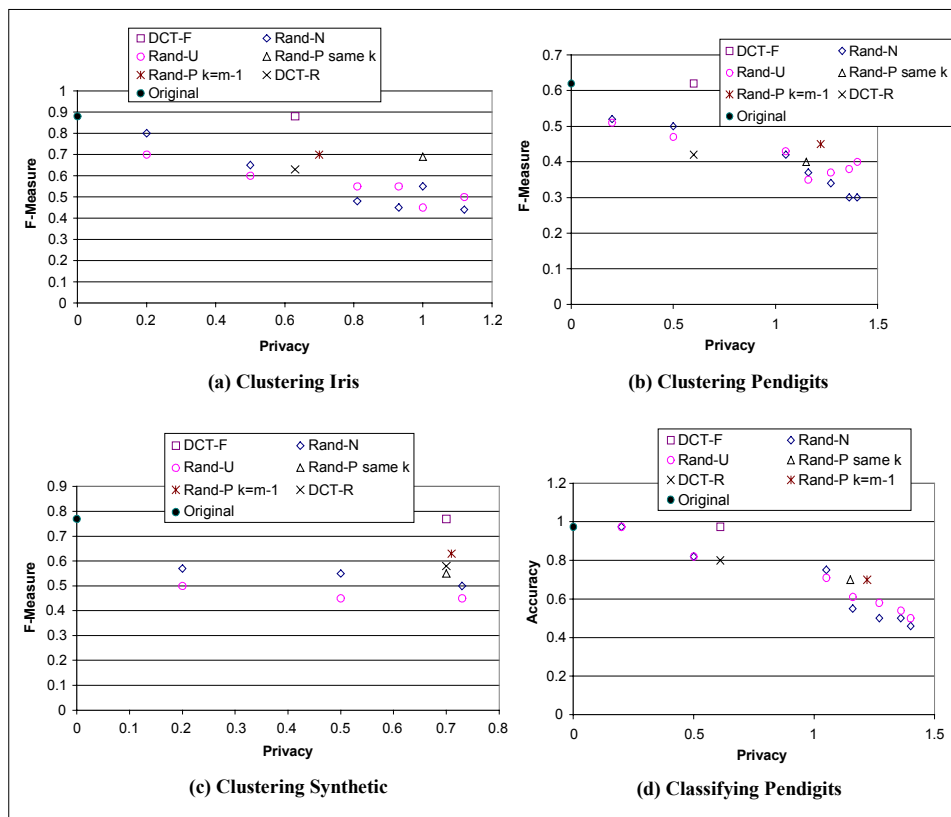 DCT-F Rand-N
Rand-U Rand-P same k
Rand-P k=m-1 DCT-R
Original
1
0.9
0.8
0.7
0.6
0.5
0.4
0.3
0.2
0.1
0
F-Measure
0 0.2 0.4 0.6 0.8 1 1.2
Privacy
(a) Clustering Iris
DCT-F Rand-N
Rand-U Rand-P same k
Rand-P k=m-1 DCT-R
Original
0.7
0.6
0.5
0.4
0.3
0.2
0.1
0
F-Measure
0 0.5 1 1.5
Privacy
(b) Clustering Pendigits
DCT-F Rand-N
Rand-U Rand-P same k
Rand-P k=m-1 DCT-R
Original
0.9
0.8
0.7
0.6
0.5
0.4
0.3
0.2
0.1
0
F-Measure
0 0.1 0.2 0.3 0.4 0.5 0.6 0.7 0.8
Privacy
(c) Clustering Synthetic
DCT-F Rand-N
Rand-U Rand-P same k
DCT-R Rand-P k=m-1
Original
1.2
1
0.8
0.6
0.4
0.2
0
Accuracy
0 0.5 1 1.5
Privacy
(d) Classifying Pendigits